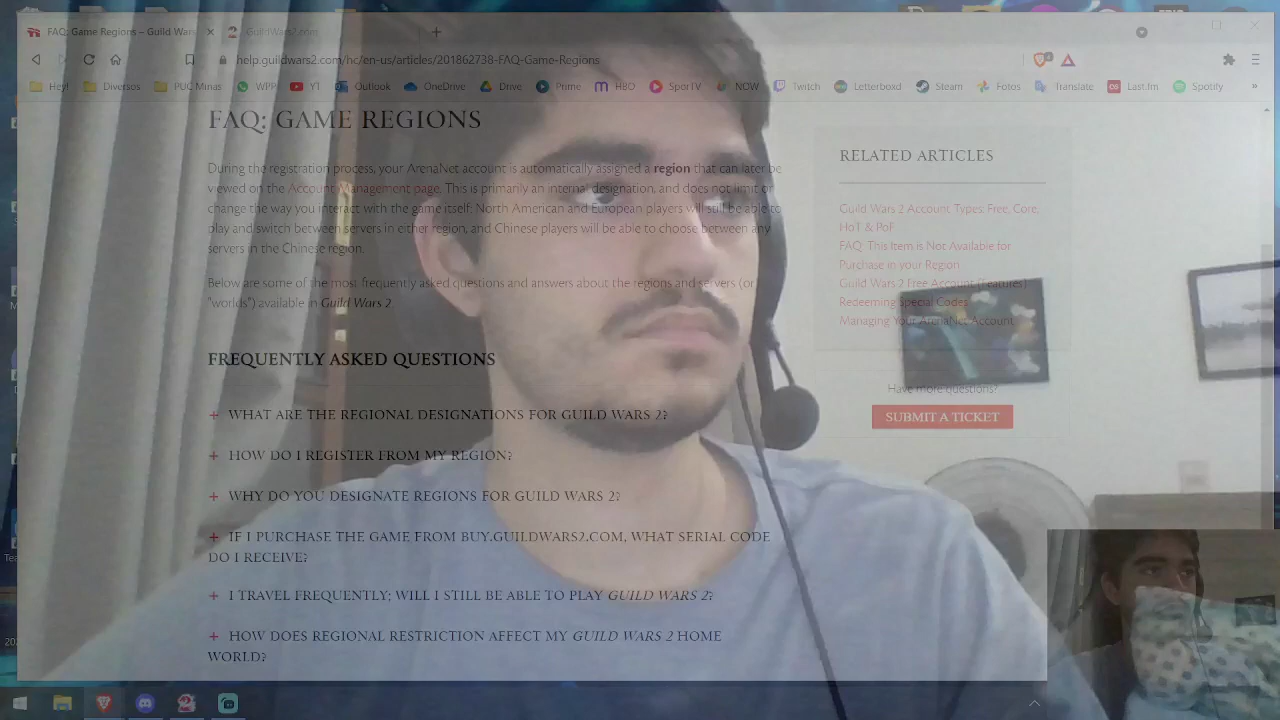 FAQ: Game Regions – Guild Wars
GuildWars2.com
help.guildwars2.com/hc/en-us/articles/201862738-FAQ-Game-Regions
Hey! Diversos PUC Minas WPP YT Outlook OneDrive Drive Prime HBO SporTV NOW Twitch Letterboxd Steam Fotos Translate Last.fm Spotify »
FAQ: GAME REGIONS
During the registration process, your ArenaNet account is automatically assigned a region that can later be
viewed on the Account Management page. This is primarily an internal designation, and does not limit or
change the way you interact with the game itself: North American and European players will still be able to
play and switch between servers in either region, and Chinese players will be able to choose between any
servers in the Chinese region.
Below are some of the most frequently asked questions and answers about the regions and servers (or
"worlds") available in Guild Wars 2.
FREQUENTLY ASKED QUESTIONS
+ WHAT ARE THE REGIONAL DESIGNATIONS FOR GUILD WARS 2?
+ HOW DO I REGISTER FROM MY REGION?
+ WHY DO YOU DESIGNATE REGIONS FOR GUILD WARS 2?
+ IF I PURCHASE THE GAME FROM BUY.GUILDWARS2.COM, WHAT SERIAL CODE
DO I RECEIVE?
+ I TRAVEL FREQUENTLY; WILL I STILL BE ABLE TO PLAY GUILD WARS 2?
+ HOW DOES REGIONAL RESTRICTION AFFECT MY GUILD WARS 2 HOME
WORLD?
RELATED ARTICLES
Guild Wars 2 Account Types: Free, Core,
HoT & PoF
FAQ: This Item is Not Available for
Purchase in your Region
Guild Wars 2 Free Account (Features)
Redeeming Special Codes
Managing Your ArenaNet Account
Have more questions?
SUBMIT A TICKET